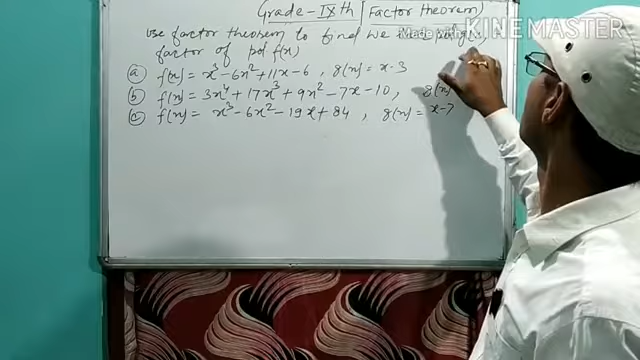 Grade-IXth [Factor theorem]
Made With KINEMASTER
use factor theorem to find
factor of pol f(x)
(a) f(x) = x³-6x²+11x-6, g(x) = x-3
(b) f(x) = 3x⁴+17x³+9x²-7x-10, g(x)
(c) f(x) = x³-6x²-19x+84, g(x) = x-7